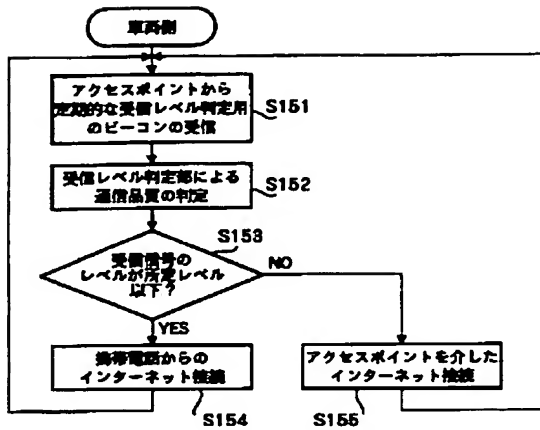 車両側
アクセスポイントから
定期的な受信レベル判定用
のビーコンの受信
S151
受信レベル判定部による
通信品質の判定
S152
S153
受信信号の
レベルが所定レベル
以下？
NO
YES
携帯電話からの
インターネット接続
S154
アクセスポイントを介した
インターネット接続
S155